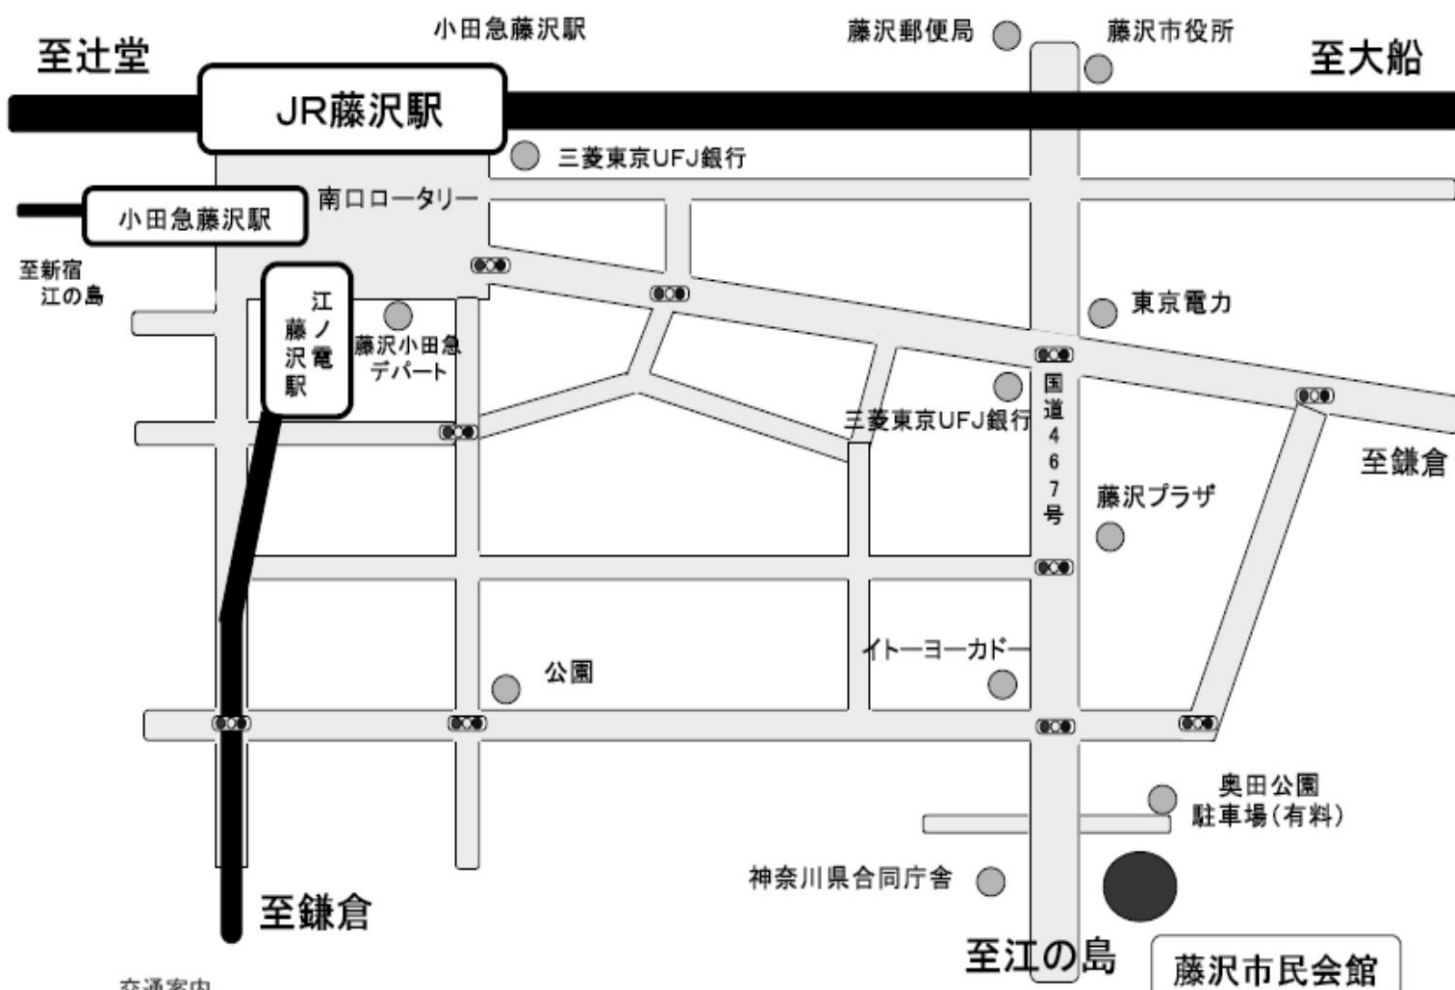 小田急藤沢駅
藤沢郵便局
藤沢市役所
至辻堂
至大船
JR藤沢駅
三菱東京UFJ銀行
南口ロータリー
小田急藤沢駅
至新宿
江の島
江ノ電
藤沢駅
藤沢小田急
デパート
東京電力
三菱東京UFJ銀行
国道467号
至鎌倉
藤沢プラザ
イトーヨーカドー
公園
奥田公園
駐車場(有料)
神奈川県合同庁舎
至鎌倉
至江の島
藤沢市民会館
交通案内